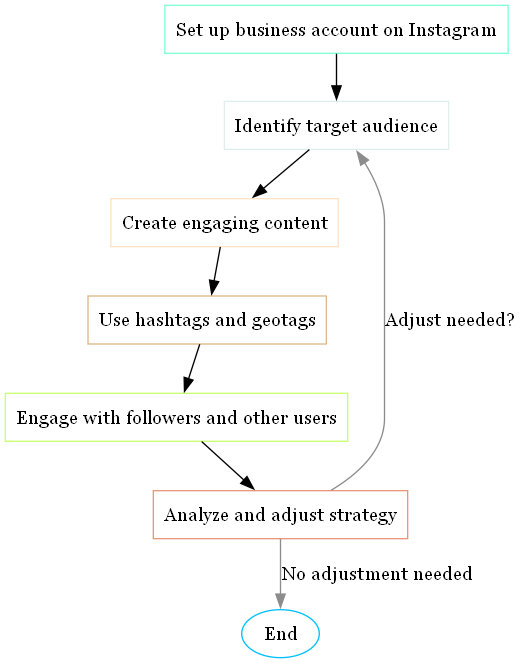 Set up business account on Instagram
Identify target audience
Create engaging content
Use hashtags and geotags
Adjust needed?
Engage with followers and other users
Analyze and adjust strategy
No adjustment needed
End